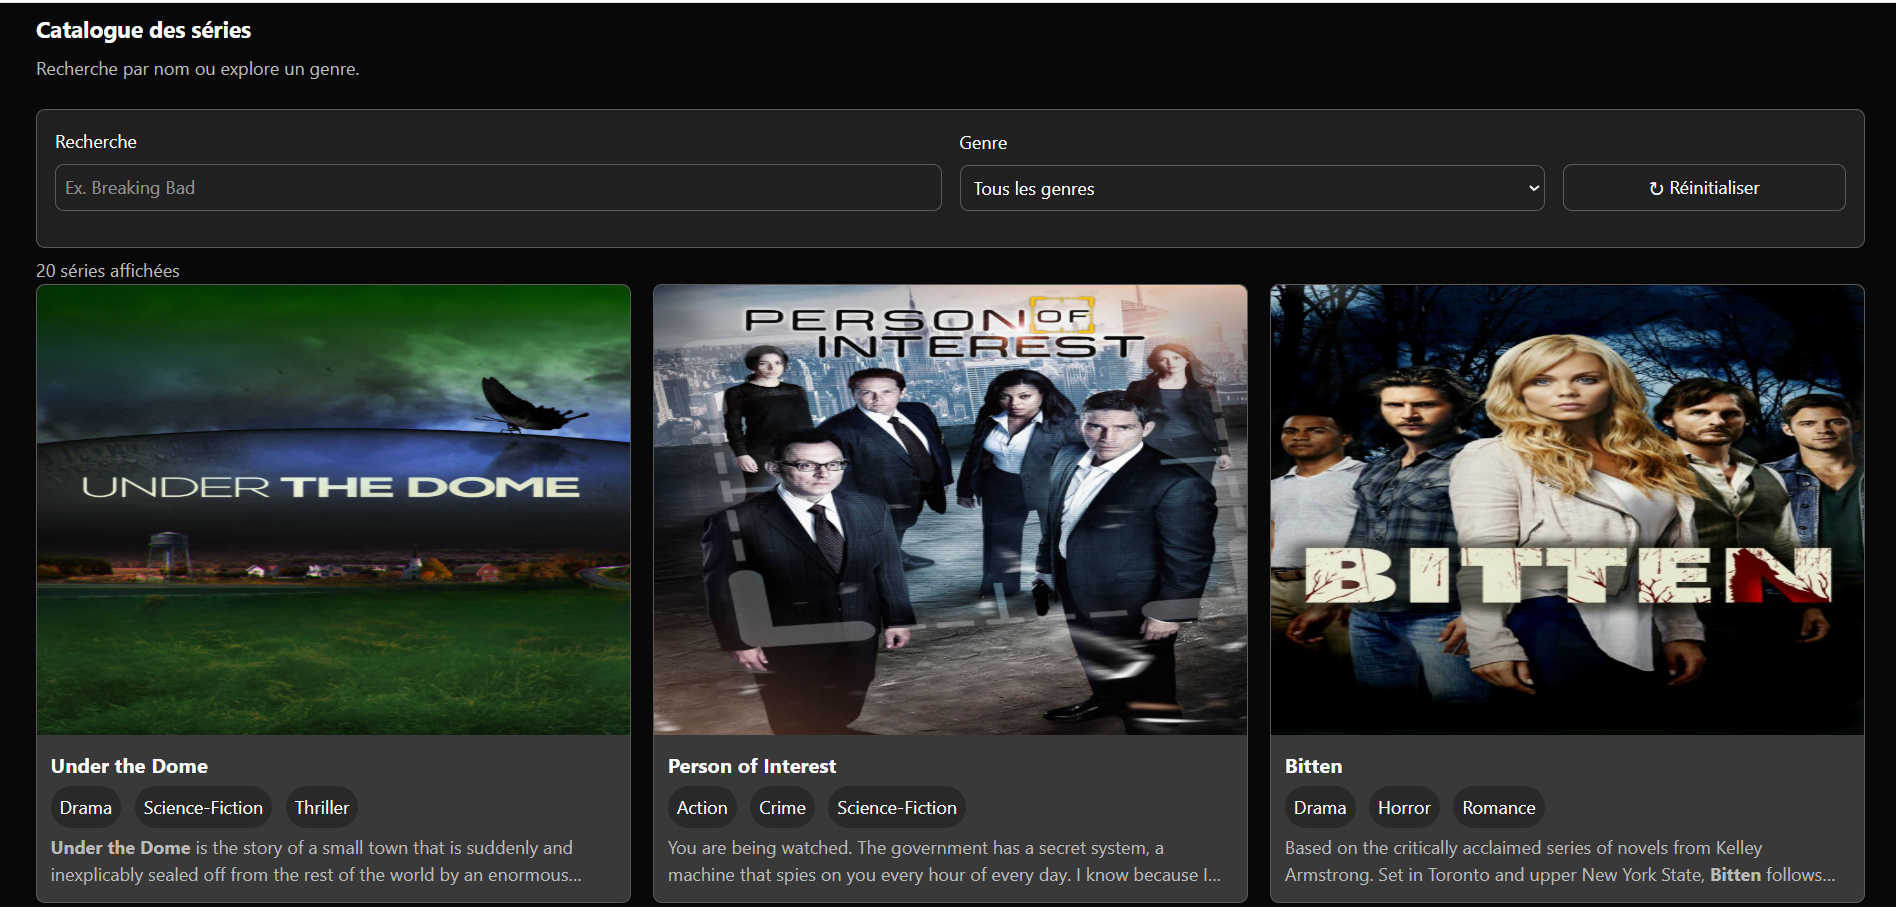 Catalogue des séries
Recherche par nom ou explore un genre.
Recherche
Genre
Ex. Breaking Bad
Tous les genres
↻ Réinitialiser
20 séries affichées
UNDER THE DOME
PERSON OF
INTEREST
BITTEN
Under the Dome
Drama Science-Fiction Thriller
Under the Dome is the story of a small town that is suddenly and
inexplicably sealed off from the rest of the world by an enormous...
Person of Interest
Action Crime Science-Fiction
You are being watched. The government has a secret system, a
machine that spies on you every hour of every day. I know because I...
Bitten
Drama Horror Romance
Based on the critically acclaimed series of novels from Kelley
Armstrong. Set in Toronto and upper New York State, Bitten follows...